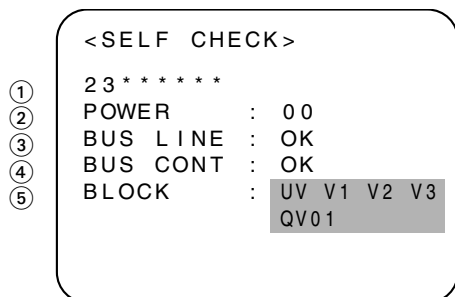 <SELF CHECK>
① 23******
② POWER : 00
③ BUS LINE : OK
④ BUS CONT : OK
⑤ BLOCK : UV V1 V2 V3
QV01